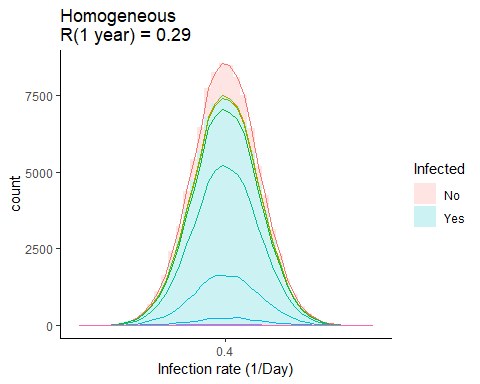 Homogeneous
R(1 year) = 0.29
7500
5000
2500
0
count
0.4
Infection rate (1/Day)
Infected
No
Yes